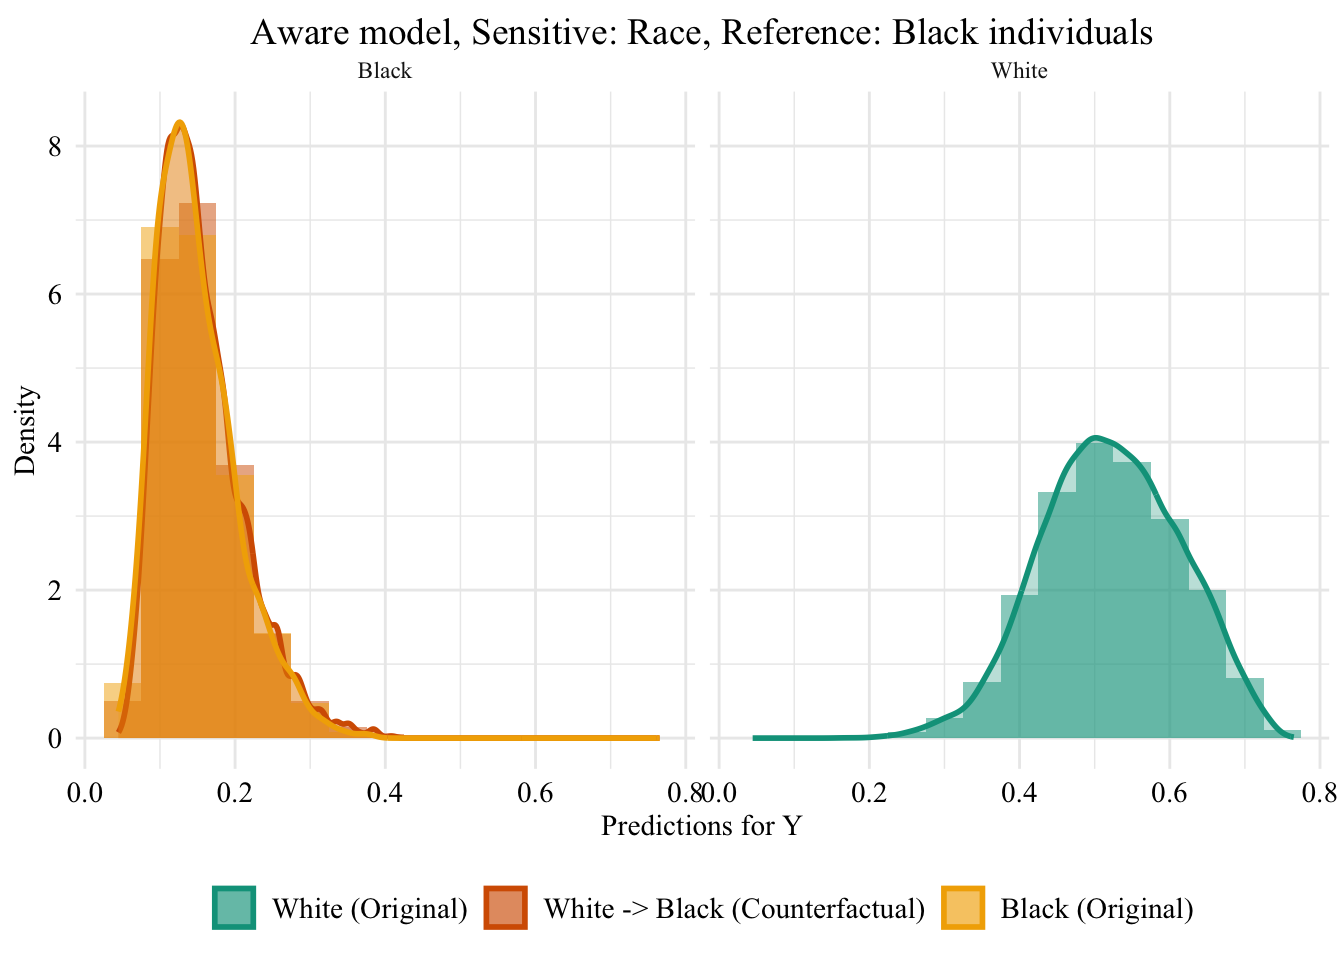 Aware model, Sensitive: Race, Reference: Black individuals
Black White
8
6
4
2
0
Density
0.0 0.2 0.4 0.6 0.8 0.0 0.2 0.4 0.6 0.8
Predictions for Y
White (Original) White -> Black (Counterfactual) Black (Original)